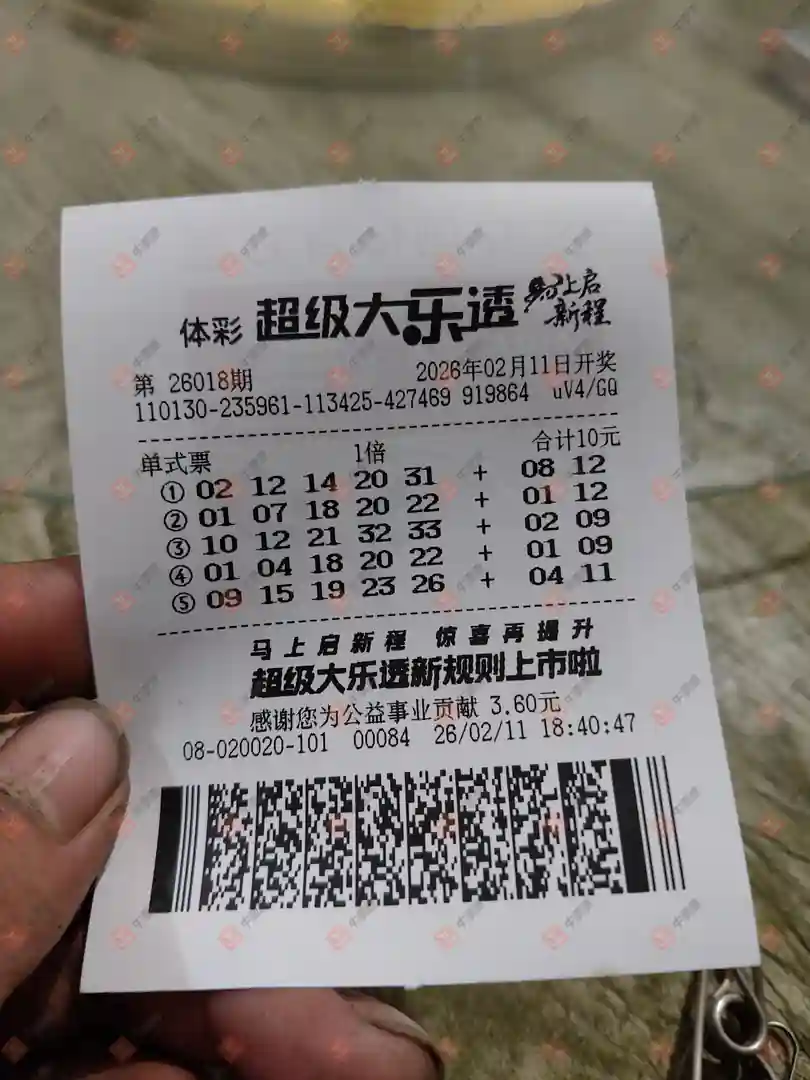 体彩 超级大乐透 马上启新程
第 26018期 2026年02月11日开奖
110130-235961-113425-427469 919864 uV4/GQ
单式票 1倍 合计10元
① 02 12 14 20 31 + 08 12
② 01 07 18 20 22 + 01 12
③ 10 12 21 32 33 + 02 09
④ 01 04 18 20 22 + 01 09
⑤ 09 15 19 23 26 + 04 11
马上启新程 惊喜再提升
超级大乐透新规则上市啦
感谢您为公益事业贡献 3.60元
08-020020-101 00084 26/02/11 18:40:47